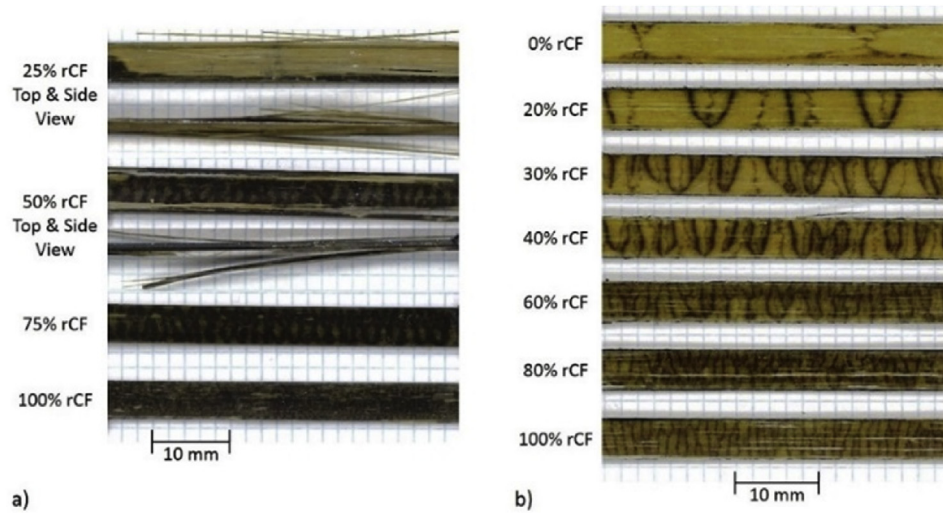 25% rCF
Top & Side
View
50% rCF
Top & Side
View
75% rCF
100% rCF
10 mm
a)
0% rCF
20% rCF
30% rCF
40% rCF
60% rCF
80% rCF
100% rCF
10 mm
b)